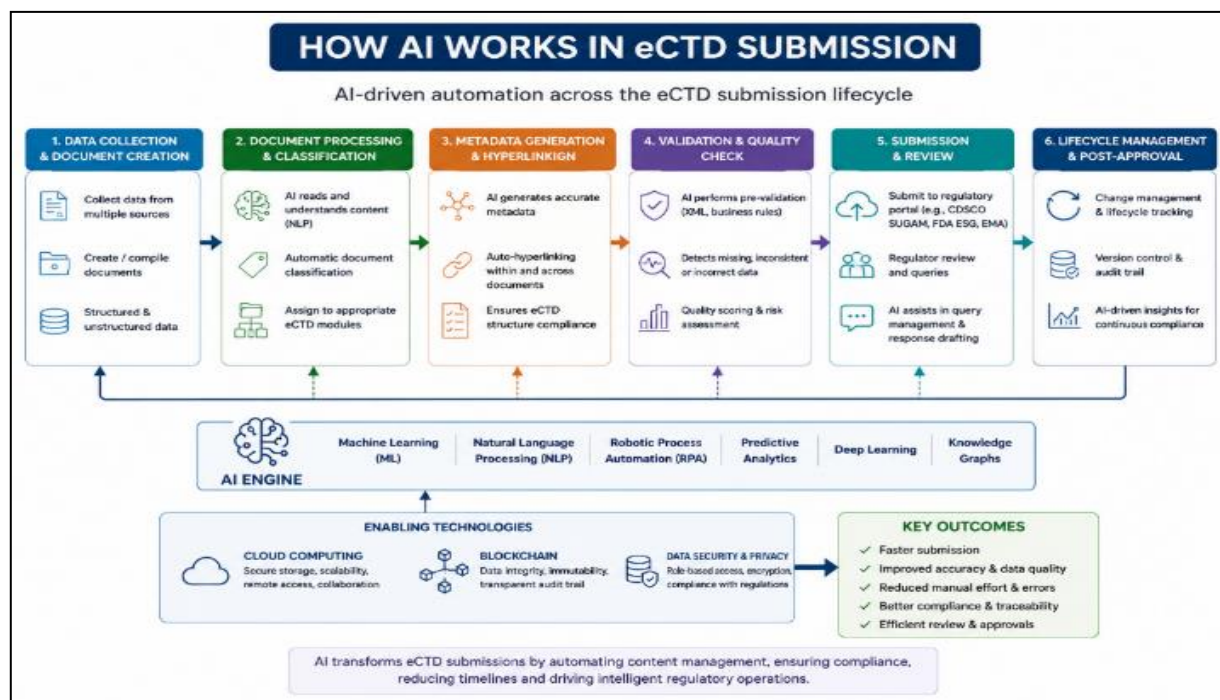 HOW AI WORKS IN eCTD SUBMISSION
AI-driven automation across the eCTD submission lifecycle
1. DATA COLLECTION
& DOCUMENT CREATION
Collect data from
multiple sources
Create / compile
documents
Structured &
unstructured data
2. DOCUMENT PROCESSING
& CLASSIFICATION
AI reads and
understands content
(NLP)
Automatic document
classification
Assign to appropriate
eCTD modules
3. METADATA GENERATION
& HYPERLINKIGN
AI generates accurate
metadata
Auto-hyperlinking
within and across
documents
Ensures eCTD
structure compliance
4. VALIDATION & QUALITY
CHECK
AI performs pre-validation
(XML, business rules)
Detects missing, inconsistent
or incorrect data
Quality scoring & risk
assessment
5. SUBMISSION
& REVIEW
Submit to regulatory
portal (e.g., CDSCO
SUGAM, FDA ESG, EMA)
Regulator review
and queries
AI assists in query
management &
response drafting
6. LIFECYCLE MANAGEMENT
& POST-APPROVAL
Change management
& lifecycle tracking
Version control &
audit trail
AI-driven insights for
continuous compliance
AI ENGINE
Machine Learning
(ML)
Natural Language
Processing (NLP)
Robotic Process
Automation (RPA)
Predictive
Analytics
Deep Learning
Knowledge
Graphs
ENABLING TECHNOLOGIES
CLOUD COMPUTING
Secure storage, scalability,
remote access, collaboration
BLOCKCHAIN
Data integrity, immutability,
transparent audit trail
DATA SECURITY & PRIVACY
Role-based access, encryption,
compliance with regulations
KEY OUTCOMES
✓ Faster submission
✓ Improved accuracy & data quality
✓ Reduced manual effort & errors
✓ Better compliance & traceability
✓ Efficient review & approvals
AI transforms eCTD submissions by automating content management, ensuring compliance,
reducing timelines and driving intelligent regulatory operations.